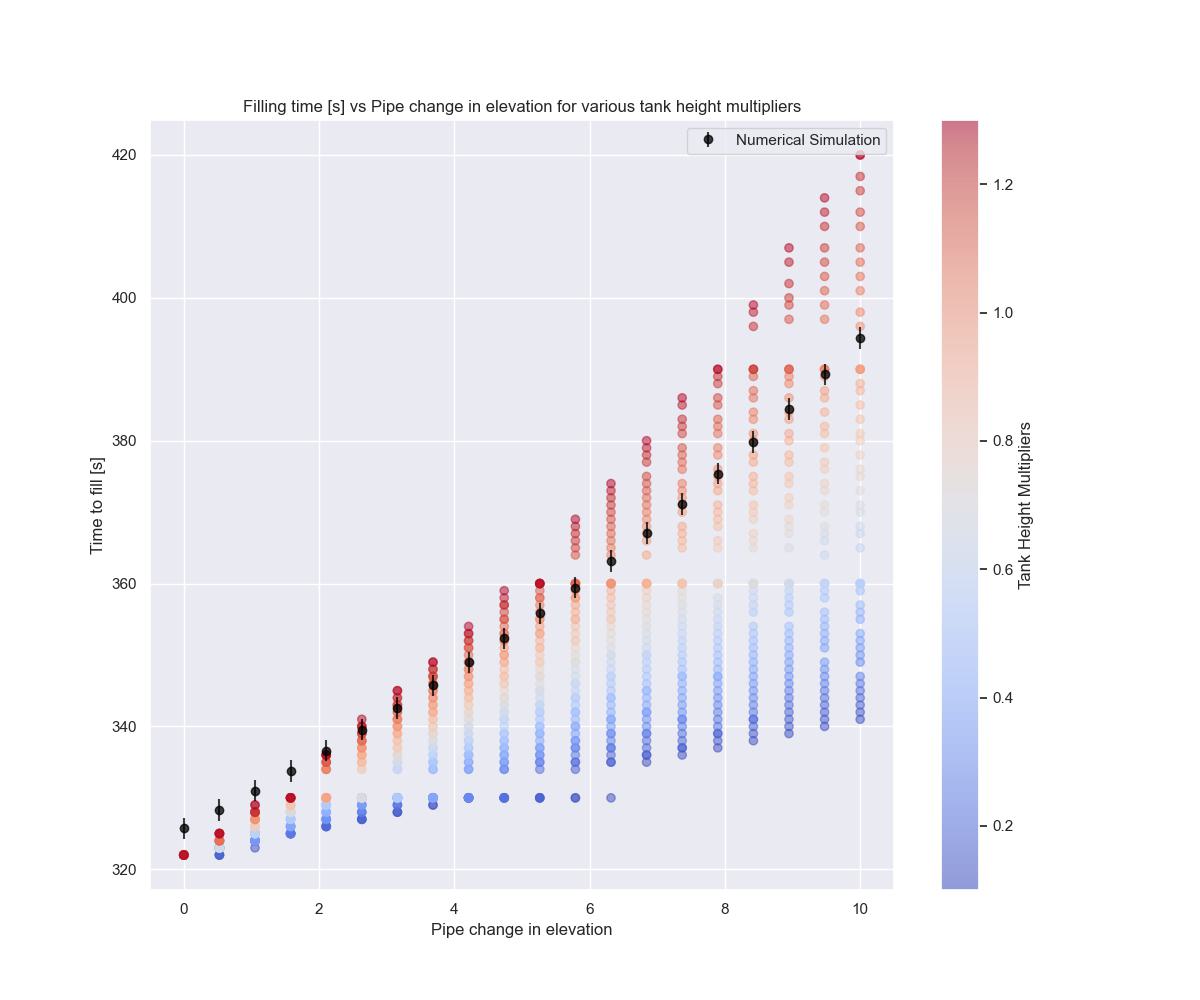 Filling time [s] vs Pipe change in elevation for various tank height multipliers
Numerical Simulation
420
400
380
360
340
320
Time to fill [s]
0 2 4 6 8 10
Pipe change in elevation
1.2
1.0
0.8
0.6
0.4
0.2
Tank Height Multipliers